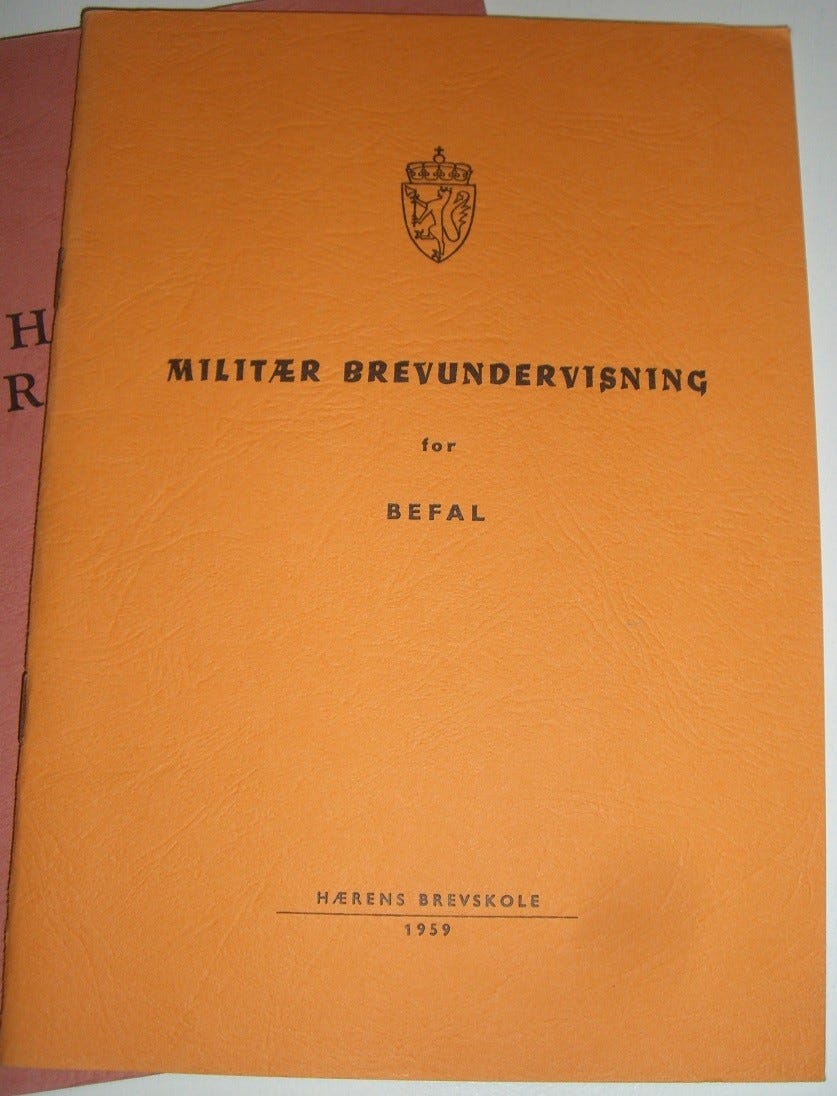 MILITÆR BREVUNDERVISNING
for
BEFAL
HÆRENS BREVSKOLE
1959
H
R